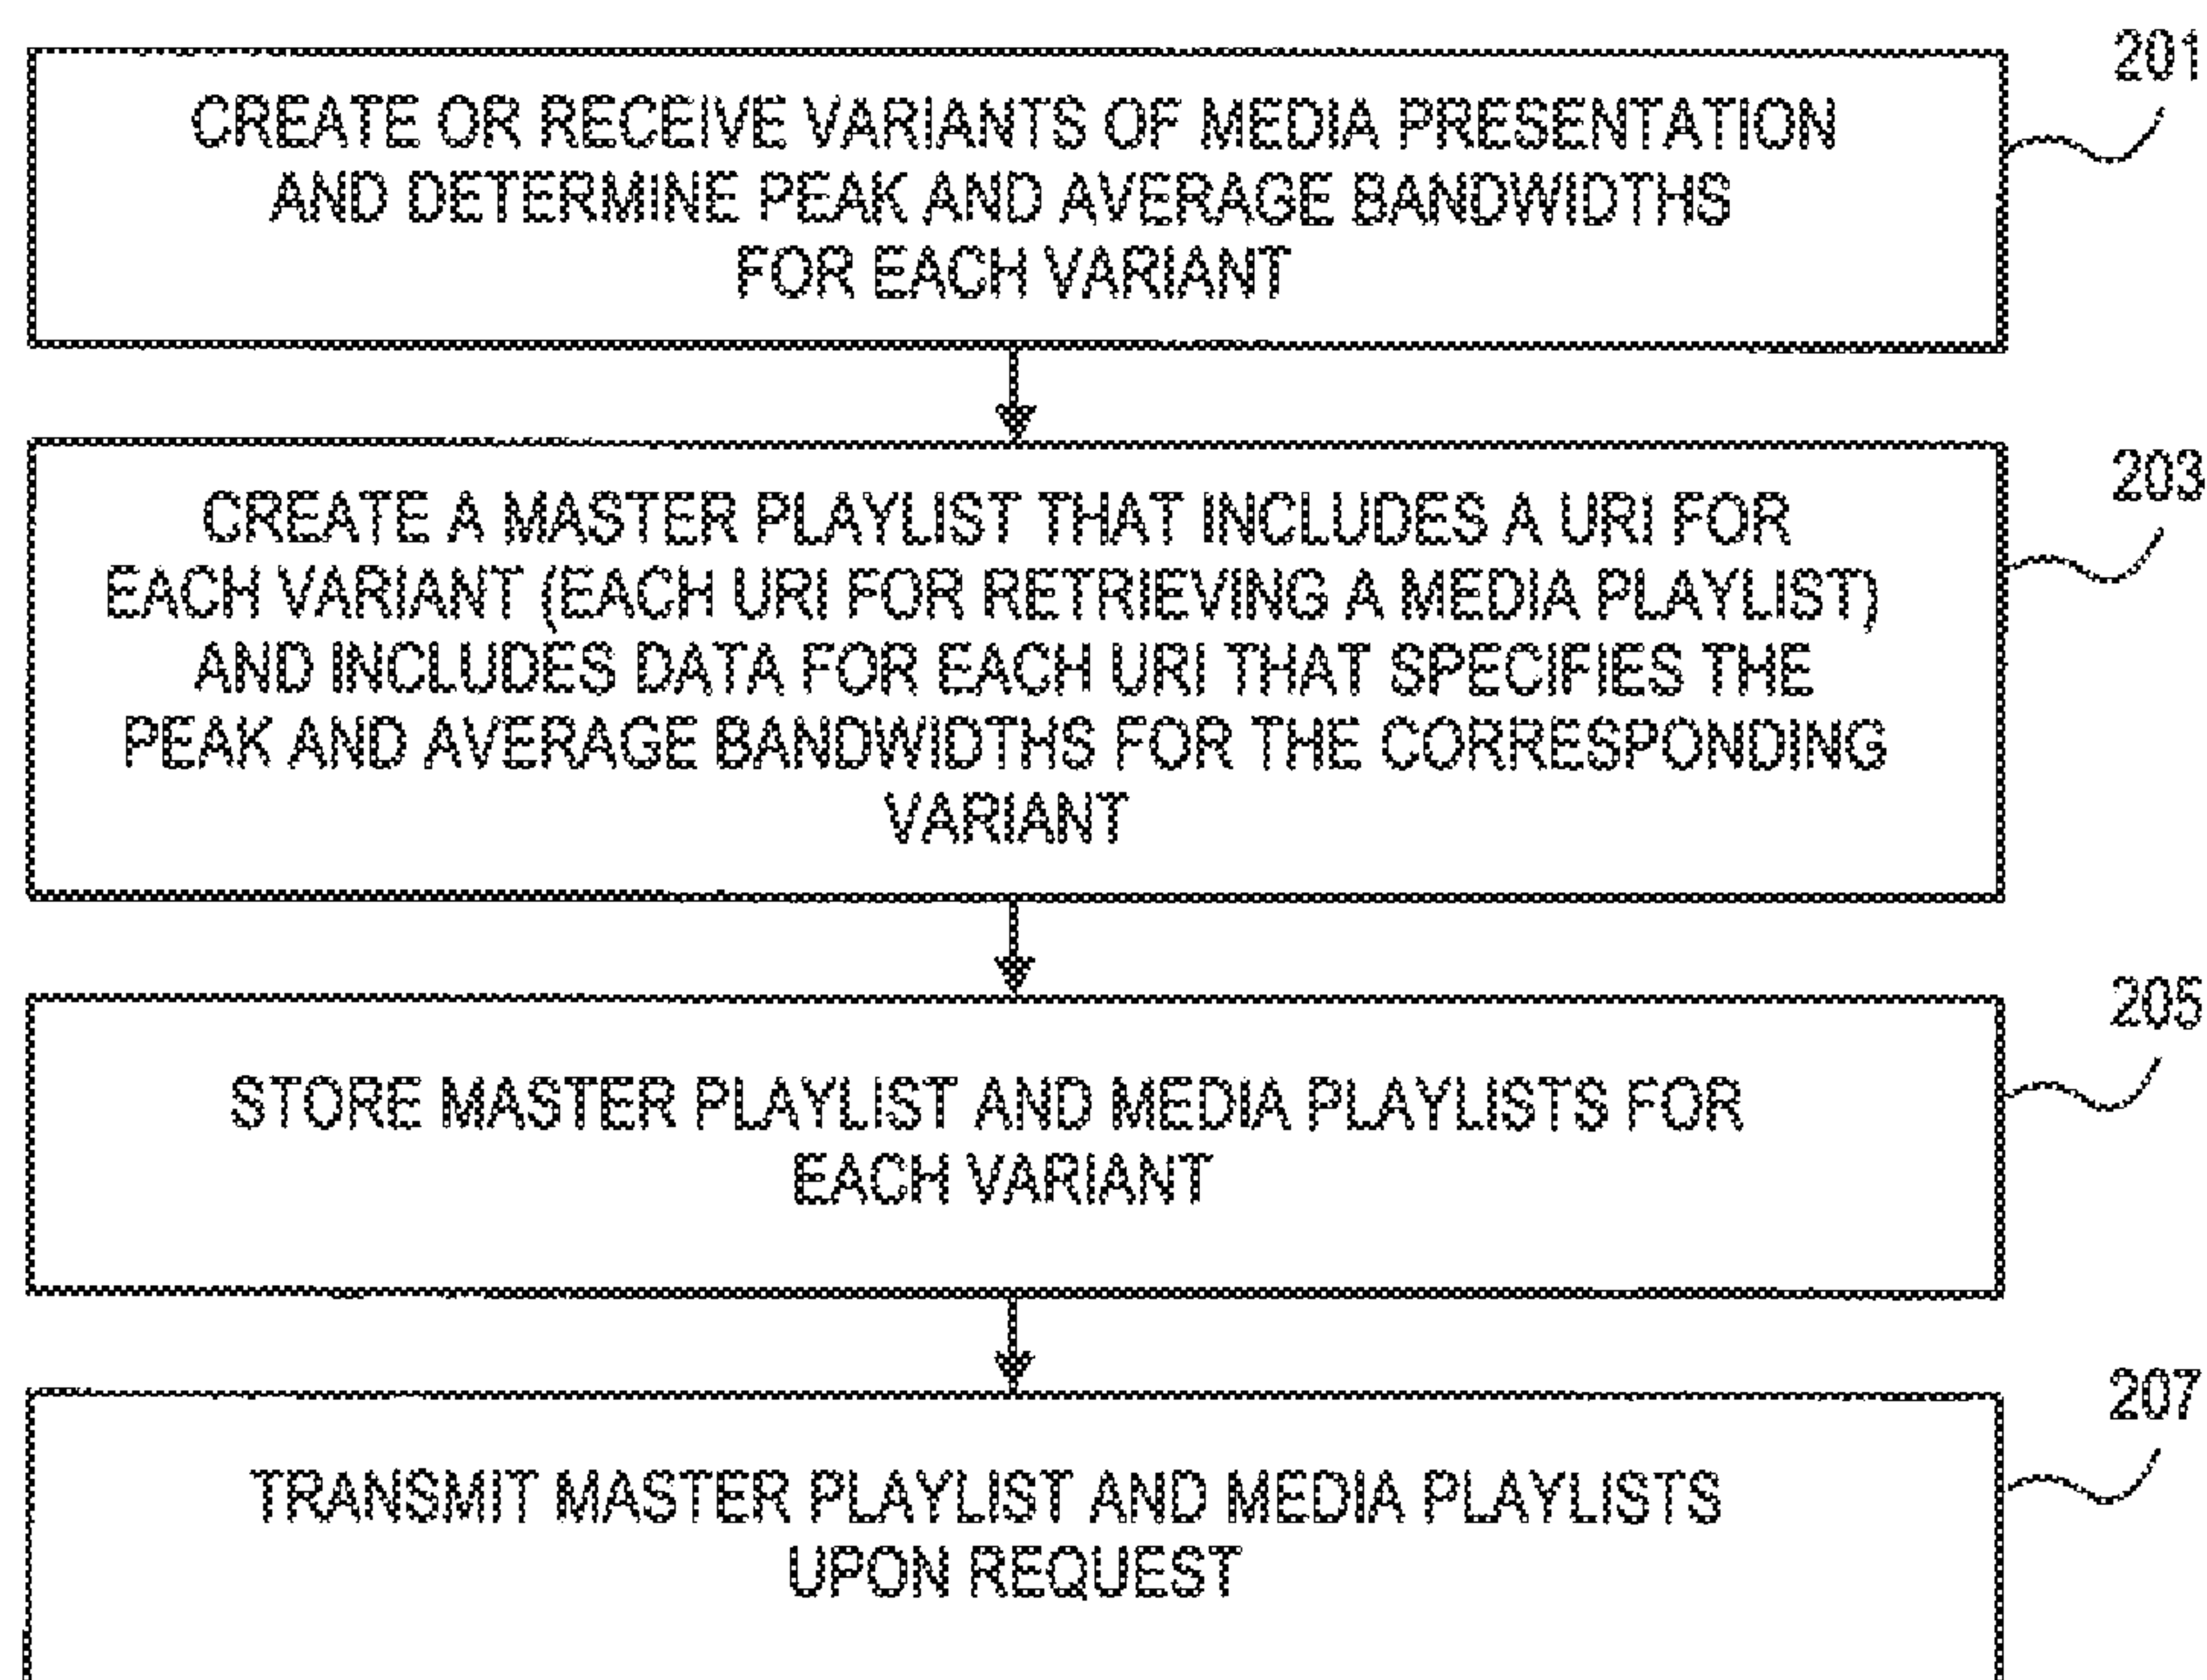 201
CREATE OR RECEIVE VARIANTS OF MEDIA PRESENTATION
AND DETERMINE PEAK AND AVERAGE BANDWIDTHS
FOR EACH VARIANT
203
CREATE A MASTER PLAYLIST THAT INCLUDES A URI FOR
EACH VARIANT (EACH URI FOR RETRIEVING A MEDIA PLAYLIST)
AND INCLUDES DATA FOR EACH URI THAT SPECIFIES THE
PEAK AND AVERAGE BANDWIDTHS FOR THE CORRESPONDING
VARIANT
205
STORE MASTER PLAYLIST AND MEDIA PLAYLISTS FOR
EACH VARIANT
207
TRANSMIT MASTER PLAYLIST AND MEDIA PLAYLISTS
UPON REQUEST